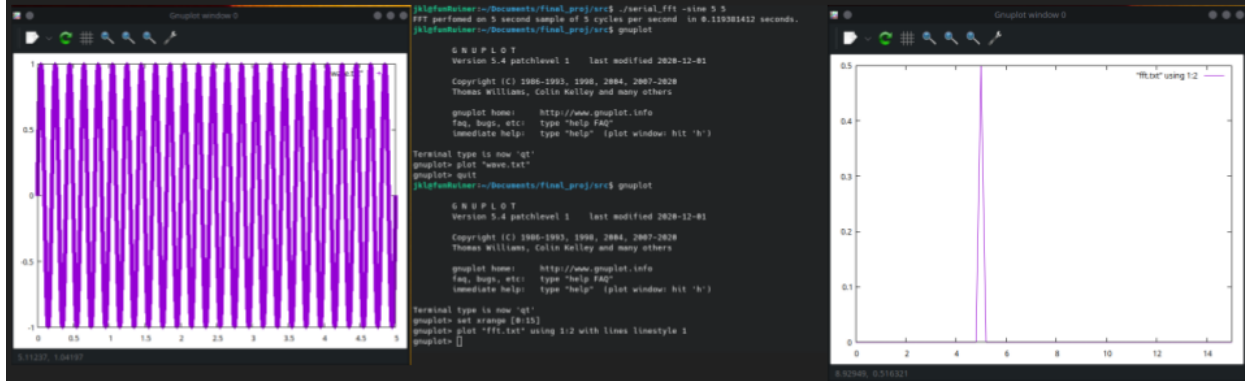 Gnuplot window 0
1
0.5
0
-0.5
-1
0 0.5 1 1.5 2 2.5 3 3.5 4 4.5 5
5.11237, 1.04197
jkl@funRuiner:~/Documents/final_proj/src$ ./serial_fft -sine 5 5
FFT perfomed on 5 second sample of 5 cycles per second in 0.119381412 seconds.
jkl@funRuiner:~/Documents/final_proj/src$ gnuplot
G N U P L O T
Version 5.4 patchlevel 1 last modified 2020-12-01
Copyright (C) 1986-1993, 1998, 2004, 2007-2020
Thomas Williams, Colin Kelley and many others
gnuplot home: http://www.gnuplot.info
faq, bugs, etc: type "help FAQ"
immediate help: type "help" (plot window: hit 'h')
Terminal type is now 'qt'
gnuplot> plot "wave.txt"
gnuplot> quit
jkl@funRuiner:~/Documents/final_proj/src$ gnuplot
G N U P L O T
Version 5.4 patchlevel 1 last modified 2020-12-01
Copyright (C) 1986-1993, 1998, 2004, 2007-2020
Thomas Williams, Colin Kelley and many others
gnuplot home: http://www.gnuplot.info
faq, bugs, etc: type "help FAQ"
immediate help: type "help" (plot window: hit 'h')
Terminal type is now 'qt'
gnuplot> set xrange [0:15]
gnuplot> plot "fft.txt" using 1:2 with lines linestyle 1
gnuplot>
Gnuplot window 0
"fft.txt" using 1:2
0.5
0.4
0.3
0.2
0.1
0
0 2 4 6 8 10 12 14
8.92949, 0.516321